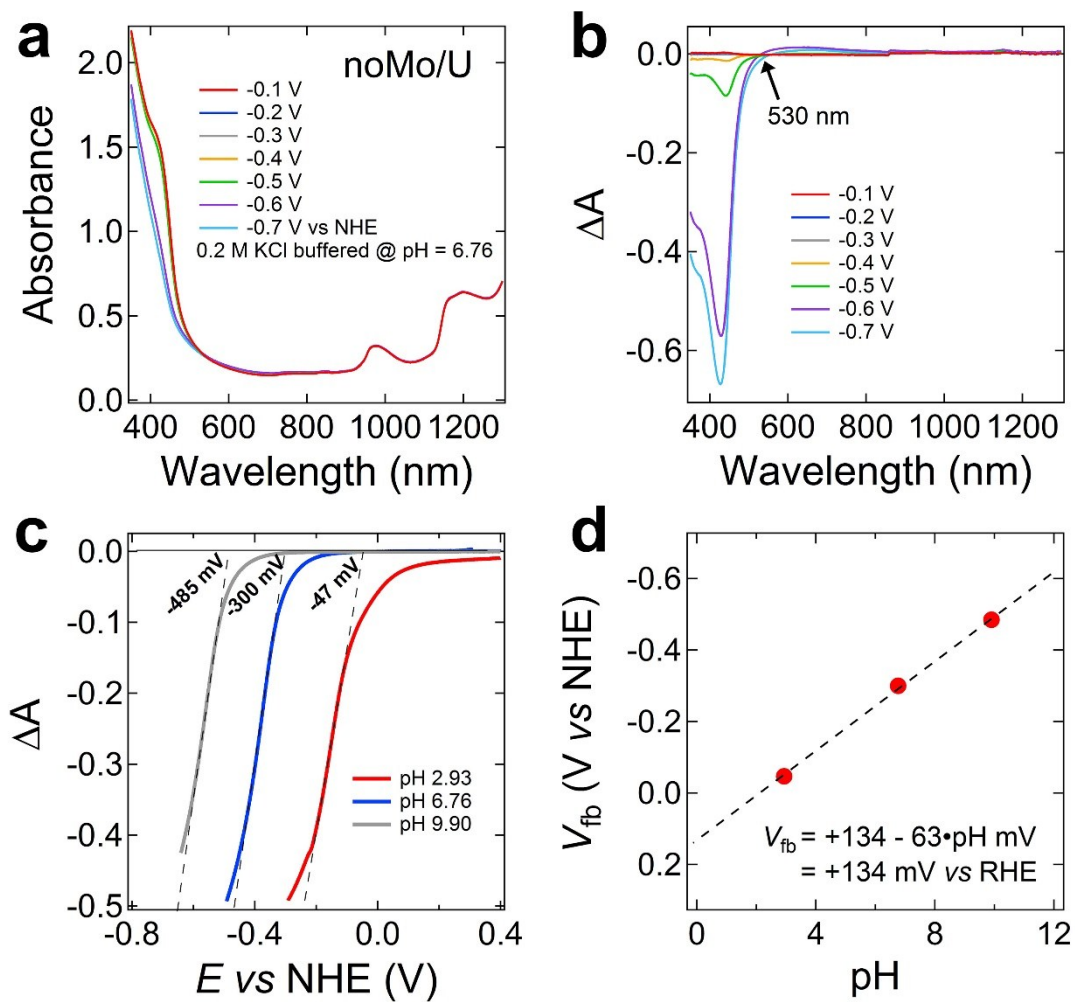 a
noMo/U
2.0
1.5
1.0
0.5
0.0
Absorbance
-0.1 V
-0.2 V
-0.3 V
-0.4 V
-0.5 V
-0.6 V
-0.7 V vs NHE
0.2 M KCl buffered @ pH = 6.76
400 600 800 1000 1200
Wavelength (nm)
b
0.0
-0.2
-0.4
-0.6
ΔA
530 nm
-0.1 V
-0.2 V
-0.3 V
-0.4 V
-0.5 V
-0.6 V
-0.7 V
400 600 800 1000 1200
Wavelength (nm)
c
0.0
-0.1
-0.2
-0.3
-0.4
-0.5
ΔA
-485 mV
-300 mV
-47 mV
pH 2.93
pH 6.76
pH 9.90
-0.8 -0.4 0.0 0.4
E vs NHE (V)
d
-0.6
-0.4
-0.2
0.0
0.2
Vfb (V vs NHE)
Vfb = +134 - 63•pH mV
= +134 mV vs RHE
0 4 8 12
pH